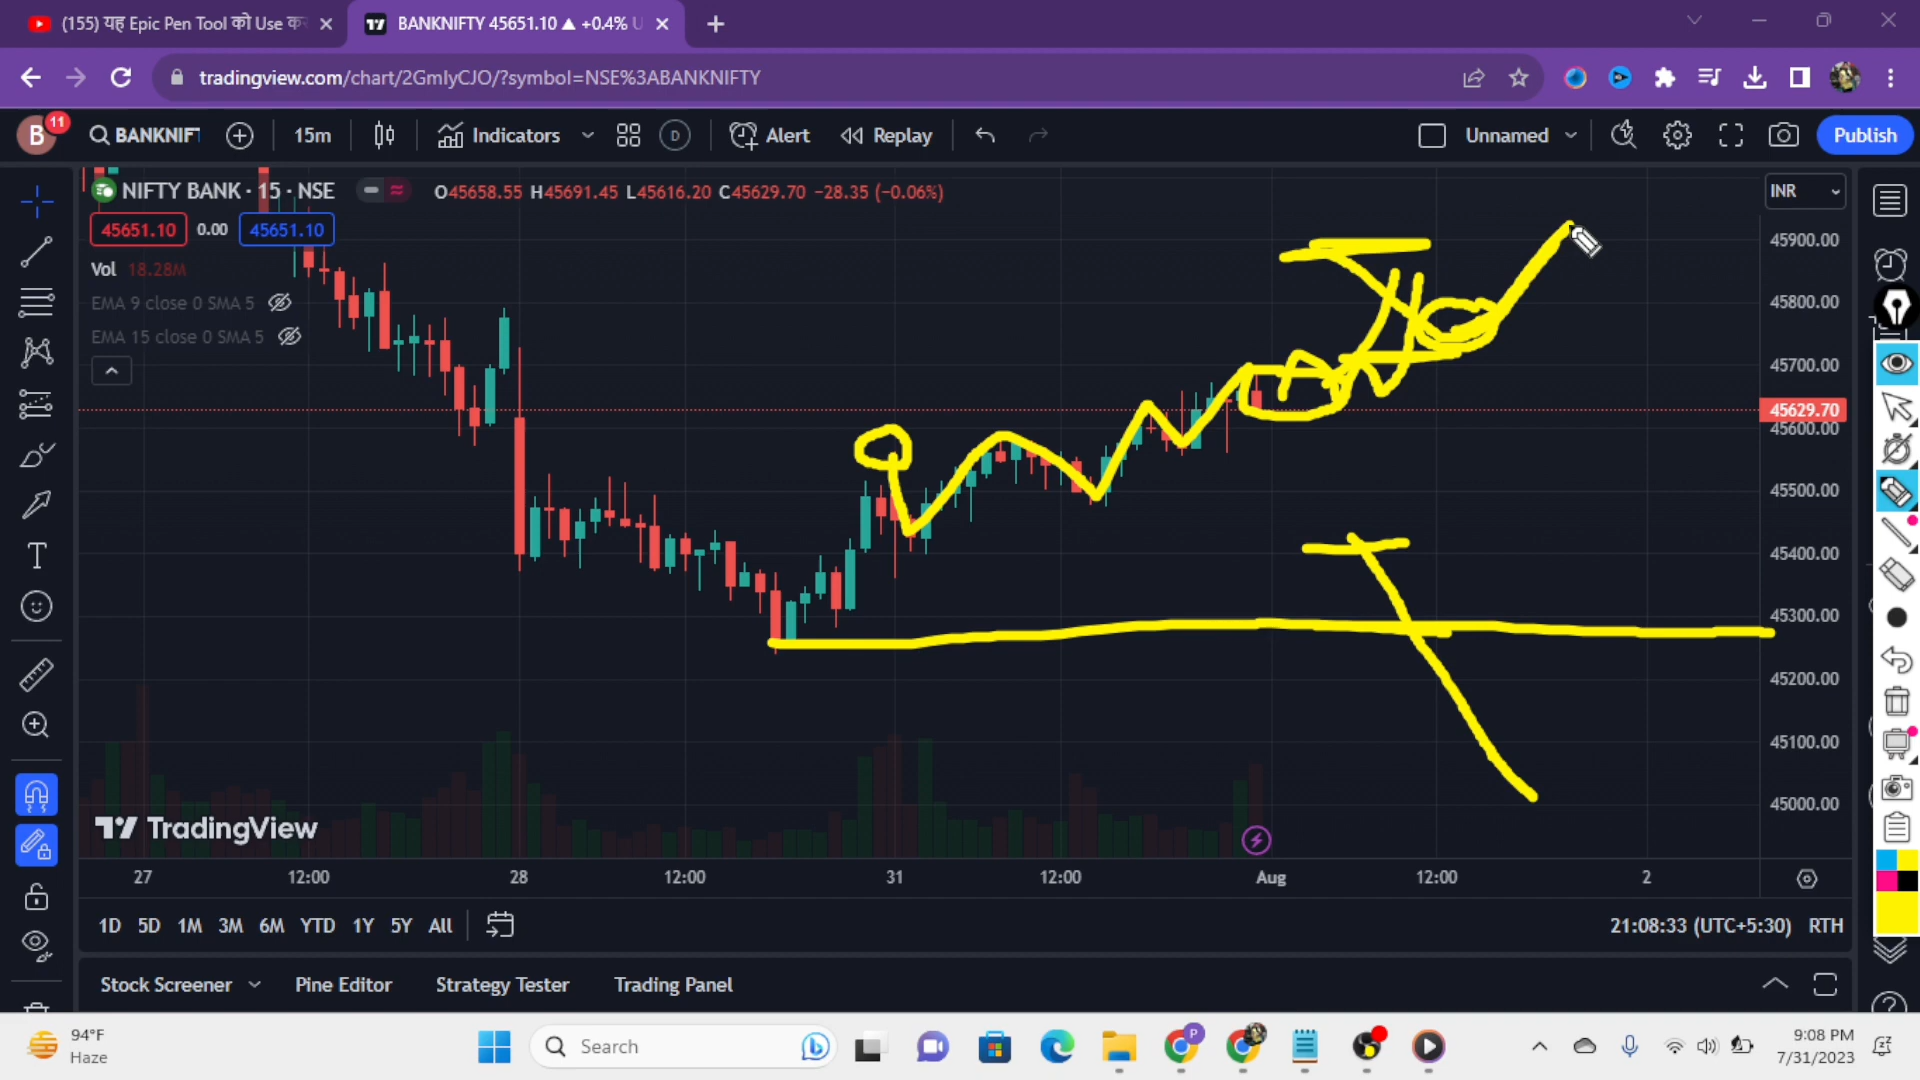 (155) यह Epic Pen Tool को Use क
BANKNIFTY 45651.10 ▲ +0.4% U
tradingview.com/chart/2GmIyCJO/?symbol=NSE%3ABANKNIFTY
B
11
BANKNIF
15m
Indicators
D
Alert
Replay
Unnamed
Publish
NIFTY BANK · 15 · NSE
O45658.55 H45691.45 L45616.20 C45629.70 −28.35 (−0.06%)
INR
45651.10 0.00 45651.10
Vol 18.28M
EMA 9 close 0 SMA 5
EMA 15 close 0 SMA 5
45900.00
45800.00
45700.00
45629.70
45600.00
45500.00
45400.00
45300.00
45200.00
45100.00
45000.00
TradingView
27 12:00 28 12:00 31 12:00 Aug 12:00 2
1D 5D 1M 3M 6M YTD 1Y 5Y All
21:08:33 (UTC+5:30) RTH
Stock Screener Pine Editor Strategy Tester Trading Panel
94°F
Haze
Search
P
9:08 PM
7/31/2023